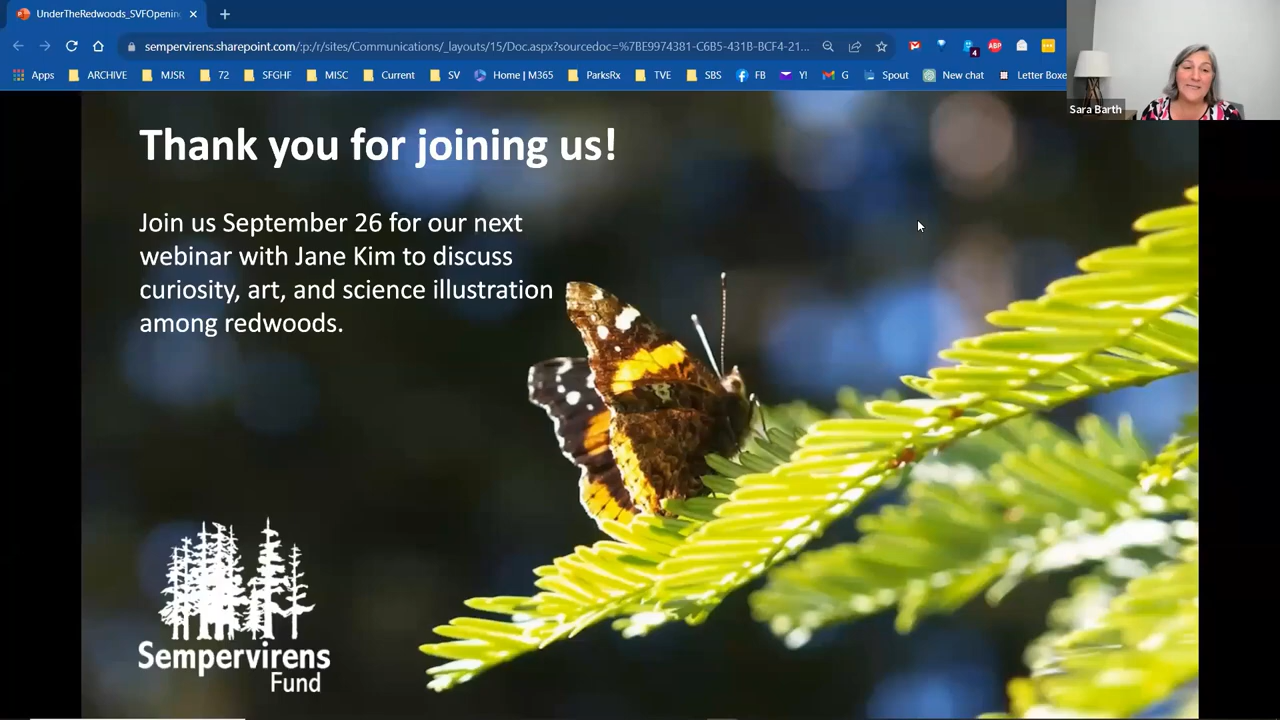 UnderTheRedwoods_SVFOpening
sempervirens.sharepoint.com/:p:/r/sites/Communications/_layouts/15/Doc.aspx?sourcedoc=%7BE9974381-C6B5-431B-BCF4-21...
4
ABP
Apps ARCHIVE MJSR 72 SFGHF MISC Current SV Home | M365 ParksRx TVE SBS FB Y! G Spout New chat Letter Boxe
Sara Barth
Thank you for joining us!
Join us September 26 for our next
webinar with Jane Kim to discuss
curiosity, art, and science illustration
among redwoods.
Sempervirens
Fund